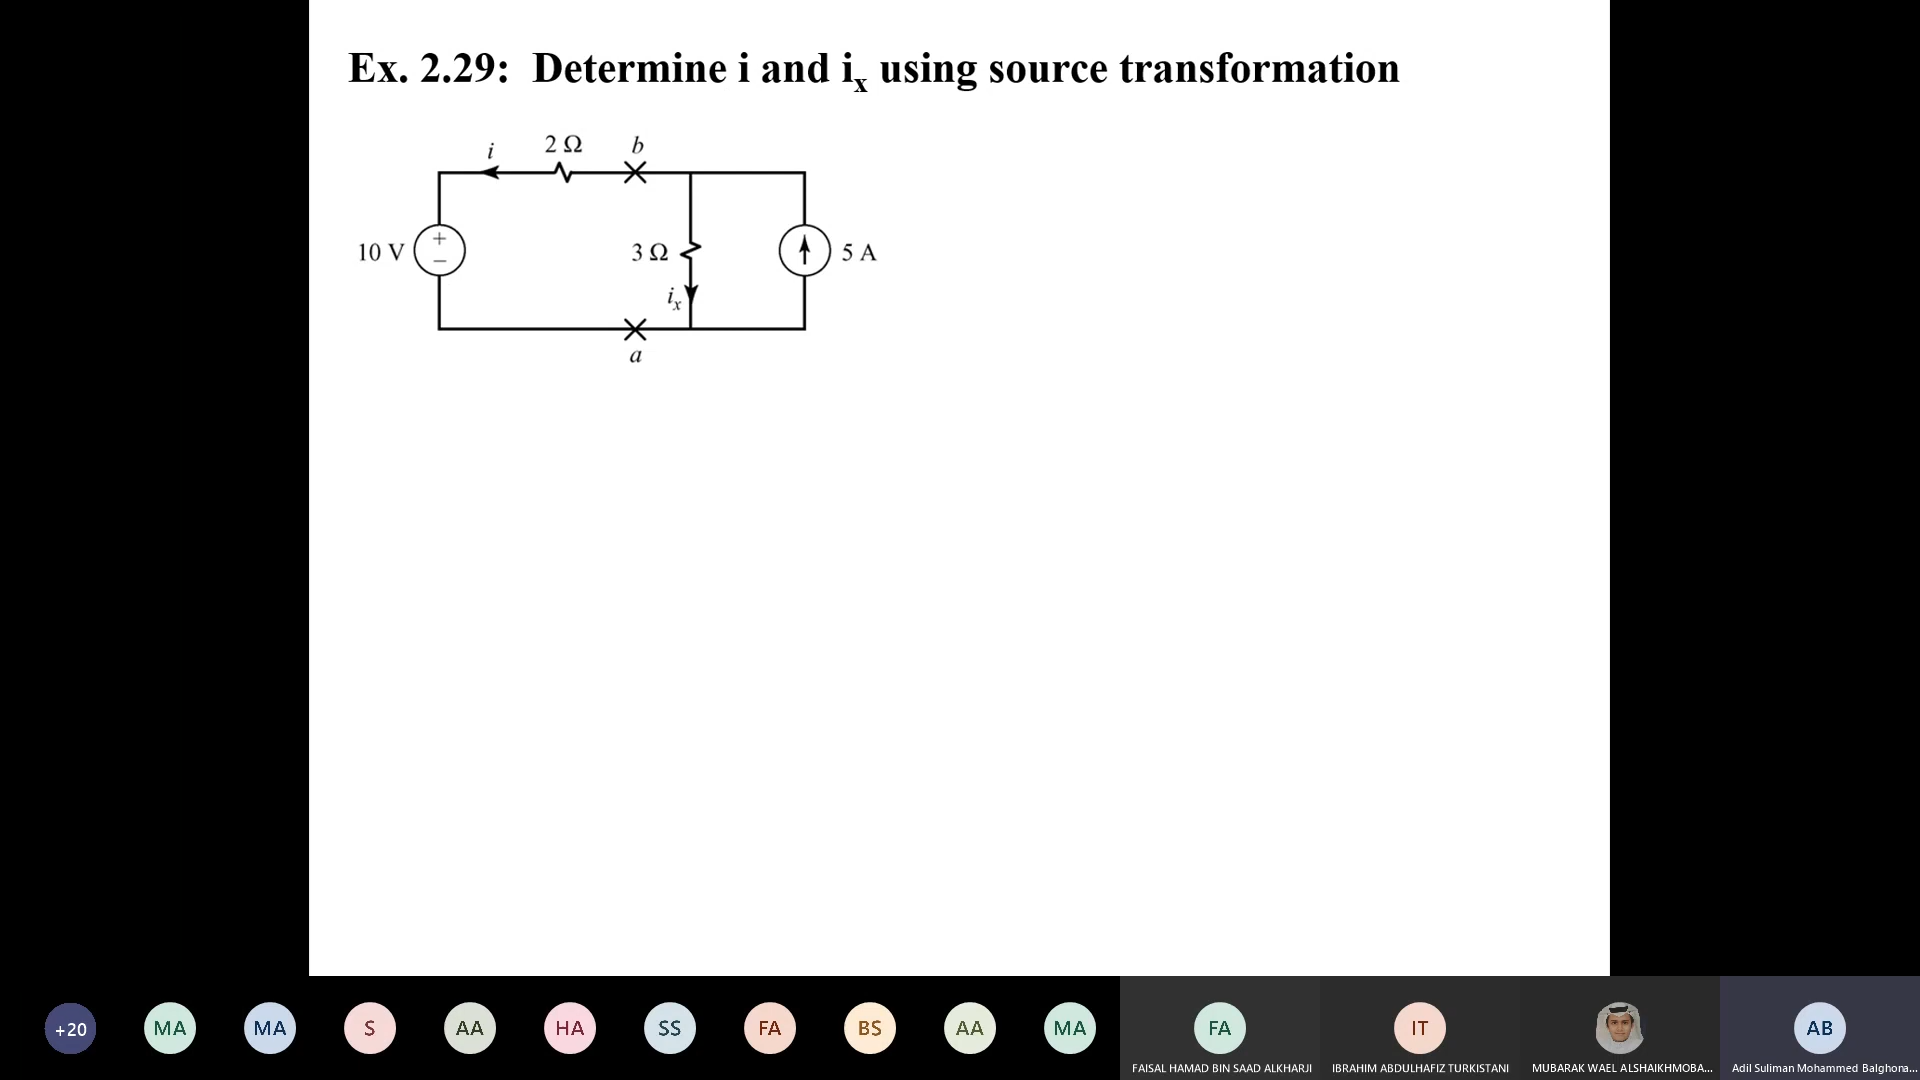 Ex. 2.29: Determine i and ix using source transformation
i
2 Ω
b
10 V
+
−
3 Ω
5 A
ix
a
+20
MA
MA
S
AA
HA
SS
FA
BS
AA
MA
FA
IT
AB
FAISAL HAMAD BIN SAAD ALKHARJI
IBRAHIM ABDULHAFIZ TURKISTANI
MUBARAK WAEL ALSHAIKHMOBA...
Adil Suliman Mohammed Balghona...